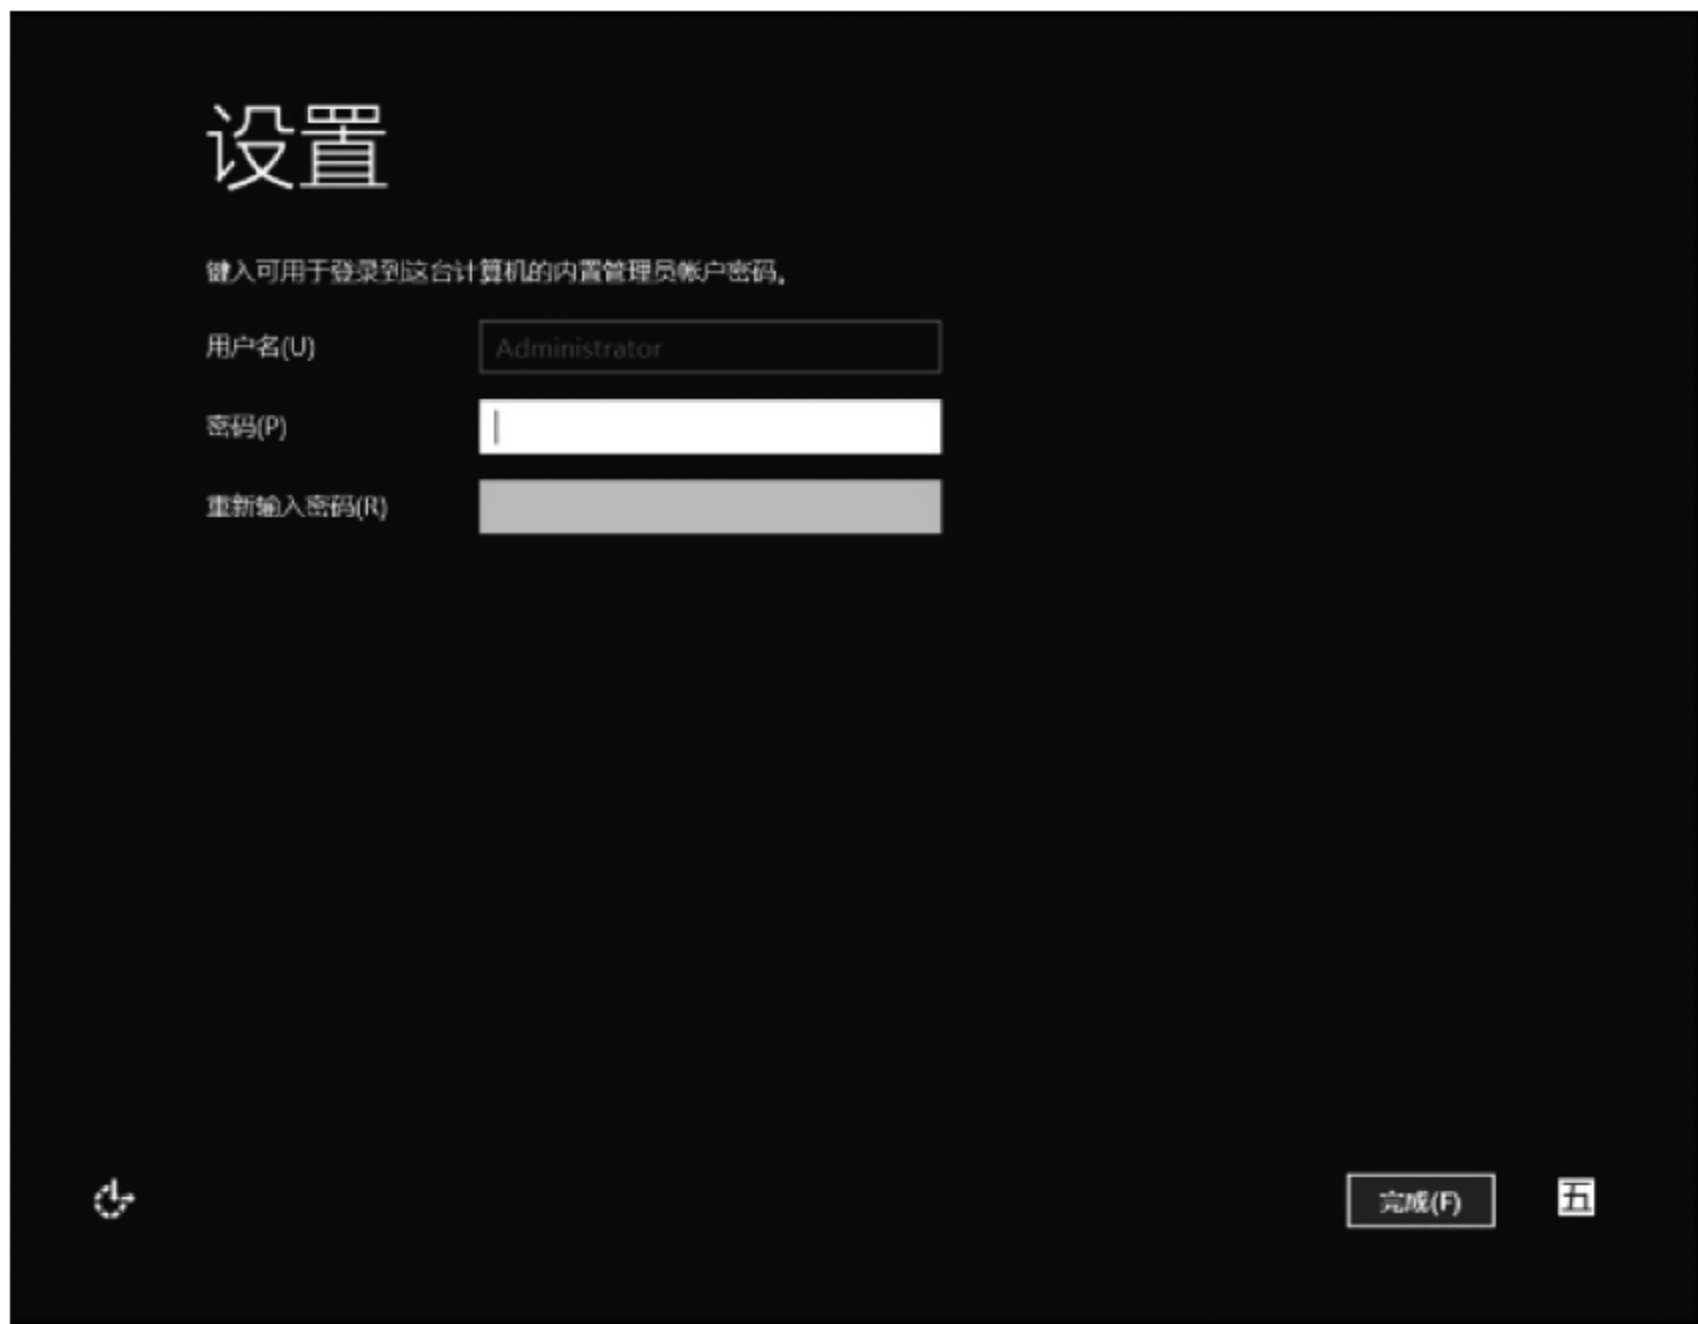 设置
键入可用于登录到这台计算机的内置管理员帐户密码。
用户名(U)
Administrator
密码(P)
重新输入密码(R)
完成(F)
五